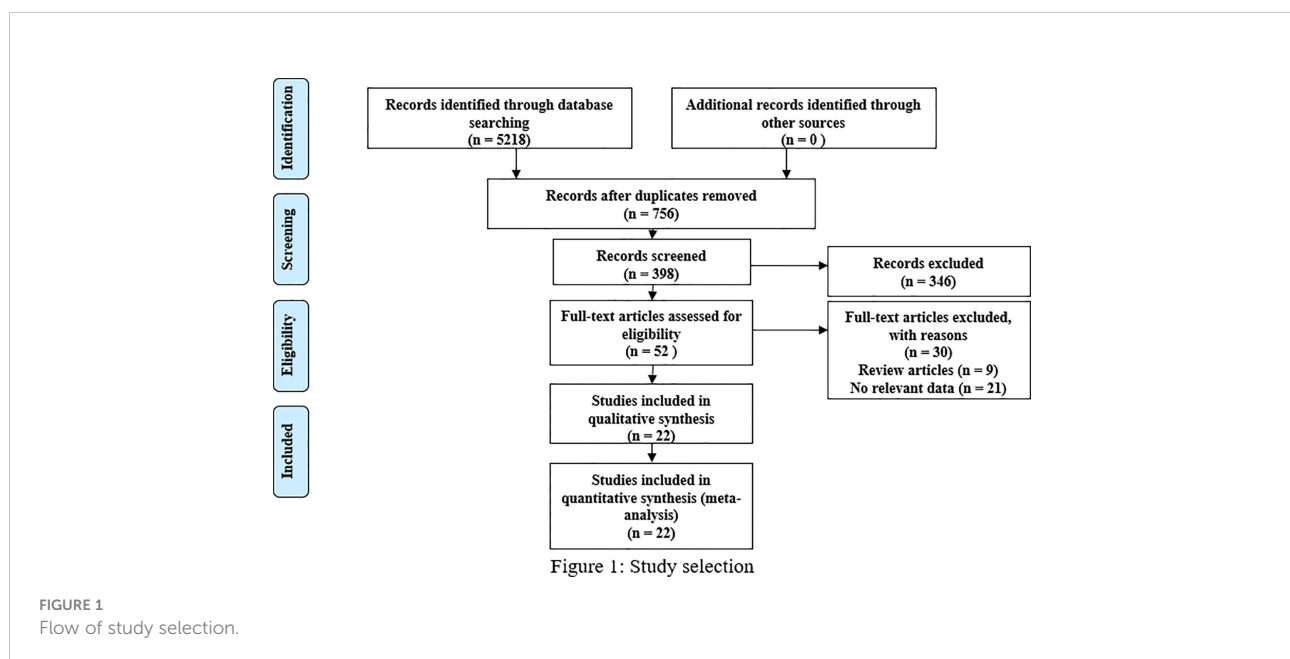 Identification
Records identified through database
searching
(n = 5218)
Additional records identified through
other sources
(n = 0 )
Screening
Records after duplicates removed
(n = 756)
Records screened
(n = 398)
Records excluded
(n = 346)
Eligibility
Full-text articles assessed for
eligibility
(n = 52 )
Full-text articles excluded,
with reasons
(n = 30)
Review articles (n = 9)
No relevant data (n = 21)
Included
Studies included in
qualitative synthesis
(n = 22)
Studies included in
quantitative synthesis (meta-
analysis)
(n = 22)
Figure 1: Study selection
FIGURE 1
Flow of study selection.